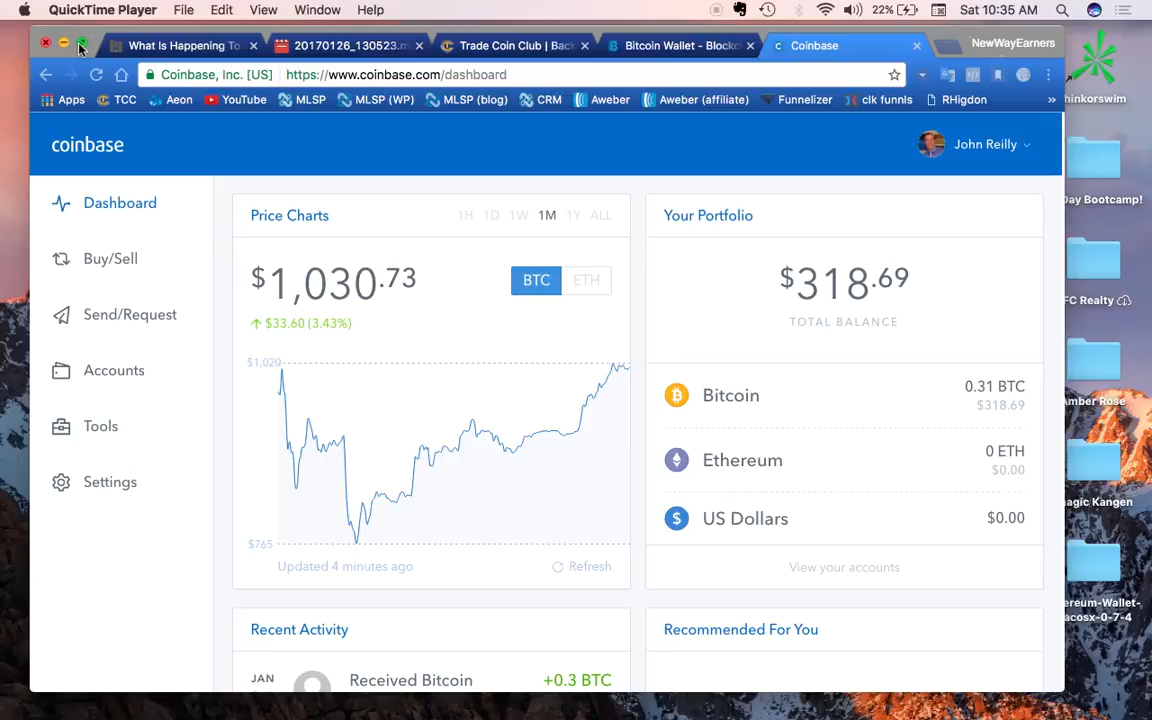 QuickTime Player File Edit View Window Help 22% Sat 10:35 AM
What Is Happening To 20170126_130523.m Trade Coin Club | Bac Bitcoin Wallet - Blockc Coinbase NewWayEarners
Coinbase, Inc. [US] https://www.coinbase.com/dashboard
Apps TCC Aeon YouTube MLSP MLSP (WP) MLSP (blog) CRM Aweber Aweber (affiliate) Funnelizer clk funnls RHigdon »
coinbase
John Reilly
Dashboard
Buy/Sell
Send/Request
Accounts
Tools
Settings
Price Charts 1H 1D 1W 1M 1Y ALL
$1,030.73
BTC ETH
$33.60 (3.43%)
$1,020
$765
Updated 4 minutes ago Refresh
Your Portfolio
$318.69
TOTAL BALANCE
Bitcoin 0.31 BTC
$318.69
Ethereum 0 ETH
$0.00
US Dollars $0.00
View your accounts
Recent Activity
JAN Received Bitcoin +0.3 BTC
Recommended For You
hinkorswim
Day Bootcamp!
FC Realty
Amber Rose
agic Kangen
ereum-Wallet-
acosx-0-7-4